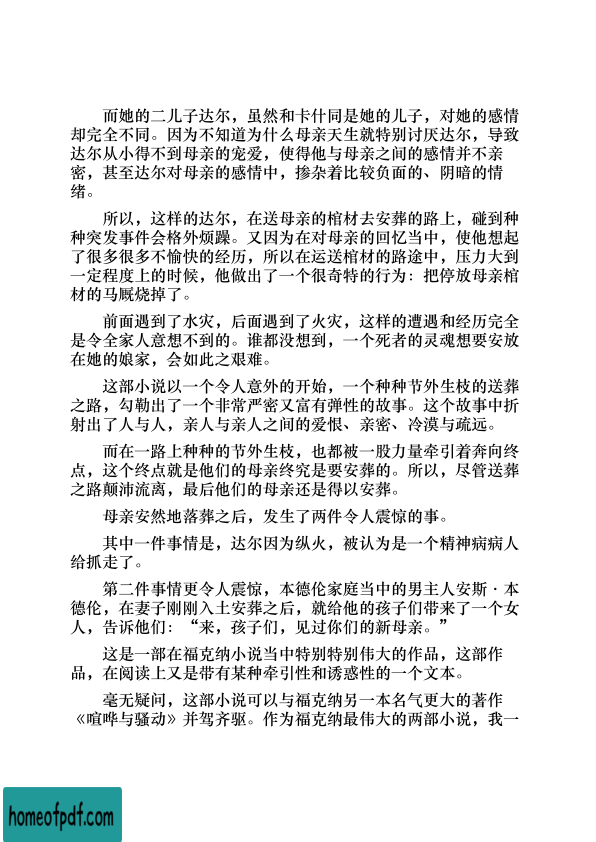 而她的二儿子达尔，虽然和卡什同是她的儿子，对她的感情
却完全不同。因为不知道为什么母亲天生就特别讨厌达尔，导致
达尔从小得不到母亲的宠爱，使得他与母亲之间的感情并不亲
密，甚至达尔对母亲的感情中，掺杂着比较负面的、阴暗的情
绪。
所以，这样的达尔，在送母亲的棺材去安葬的路上，碰到种
种突发事件会格外烦躁。又因为在对母亲的回忆当中，使他想起
了很多很多不愉快的经历，所以在运送棺材的路途中，压力大到
一定程度上的时候，他做出了一个很奇特的行为：把停放母亲棺
材的马厩烧掉了。
前面遇到了水灾，后面遇到了火灾，这样的遭遇和经历完全
是令全家人意想不到的。谁都没想到，一个死者的灵魂想要安放
在她的娘家，会如此之艰难。
这部小说以一个令人意外的开始，一个种种节外生枝的送葬
之路，勾勒出了一个非常严密又富有弹性的故事。这个故事中折
射出了人与人，亲人与亲人之间的爱恨、亲密、冷漠与疏远。
而在一路上种种的节外生枝，也都被一股力量牵引着奔向终
点，这个终点就是他们的母亲终究是要安葬的。所以，尽管送葬
之路颠沛流离，最后他们的母亲还是得以安葬。
母亲安然地落葬之后，发生了两件令人震惊的事。
其中一件事情是，达尔因为纵火，被认为是一个精神病病人
给抓走了。
第二件事情更令人震惊，本德伦家庭当中的男主人安斯·本
德伦，在妻子刚刚入土安葬之后，就给他的孩子们带来了一个女
人，告诉他们：“来，孩子们，见过你们的新母亲。”
这是一部在福克纳小说当中特别特别伟大的作品，这部作
品，在阅读上又是带有某种牵引性和诱惑性的一个文本。
毫无疑问，这部小说可以与福克纳另一本名气更大的著作
《喧哗与骚动》并驾齐驱。作为福克纳最伟大的两部小说，我一
homeofpdf.com